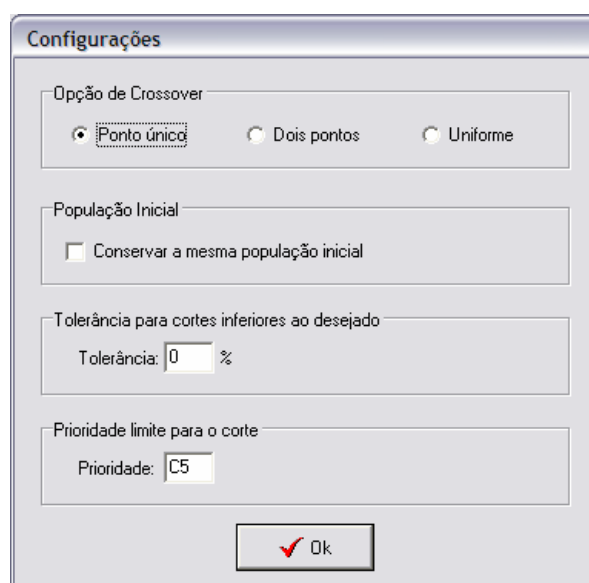 Configurações
Opção de Crossover
Ponto único Dois pontos Uniforme
População Inicial
Conservar a mesma população inicial
Tolerância para cortes inferiores ao desejado
Tolerância: 0 %
Prioridade limite para o corte
Prioridade: C5
Ok